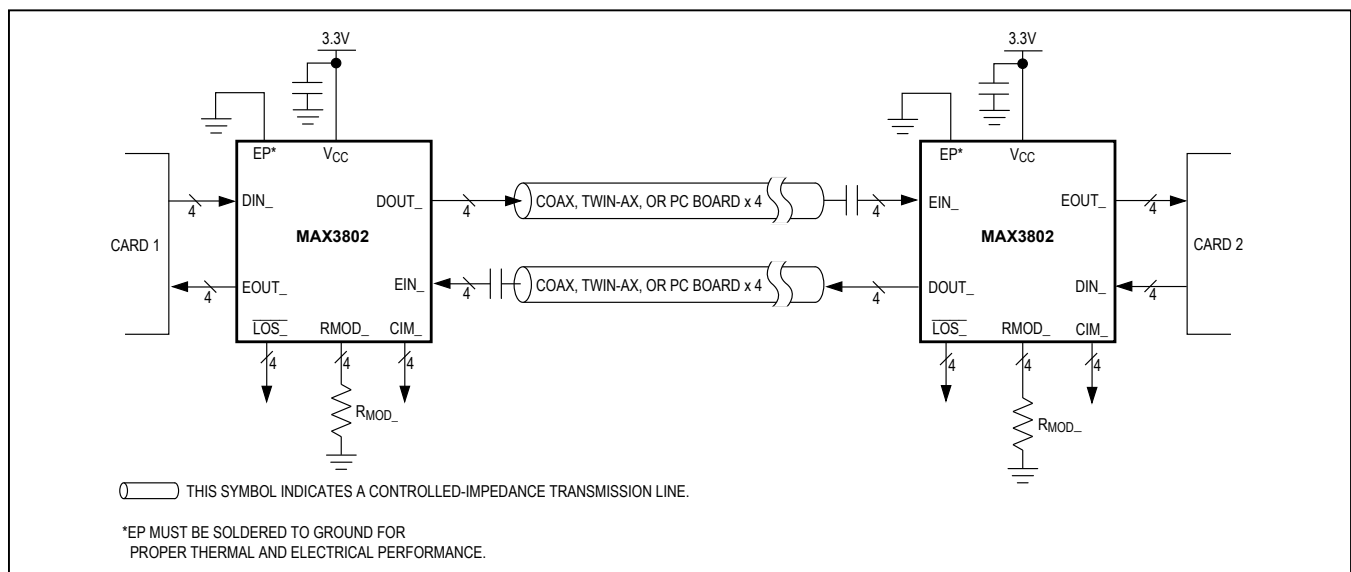 3.3V
3.3V
EP*
VCC
EP*
VCC
DIN_
4
DOUT_
4
COAX, TWIN-AX, OR PC BOARD x 4
4
EIN_
EOUT_
4
CARD 1
MAX3802
MAX3802
CARD 2
EOUT_
4
EIN_
4
COAX, TWIN-AX, OR PC BOARD x 4
4
DOUT_
DIN_
4
LOS_
RMOD_
CIM_
LOS_
RMOD_
CIM_
4
4
4
4
4
4
RMOD_
RMOD_
THIS SYMBOL INDICATES A CONTROLLED-IMPEDANCE TRANSMISSION LINE.
*EP MUST BE SOLDERED TO GROUND FOR
PROPER THERMAL AND ELECTRICAL PERFORMANCE.